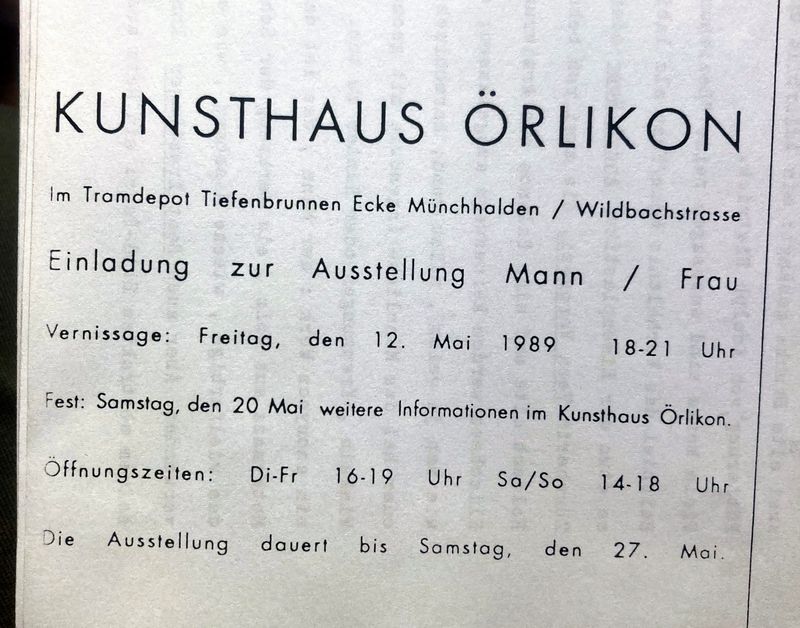 KUNSTHAUS ÖRLIKON
Im Tramdepot Tiefenbrunnen Ecke Münchhalden / Wildbachstrasse
Einladung zur Ausstellung Mann / Frau
Vernissage: Freitag, den 12. Mai 1989 18-21 Uhr
Fest: Samstag, den 20 Mai weitere Informationen im Kunsthaus Örlikon.
Öffnungszeiten: Di-Fr 16-19 Uhr Sa/So 14-18 Uhr
Die Ausstellung dauert bis Samstag, den 27. Mai.